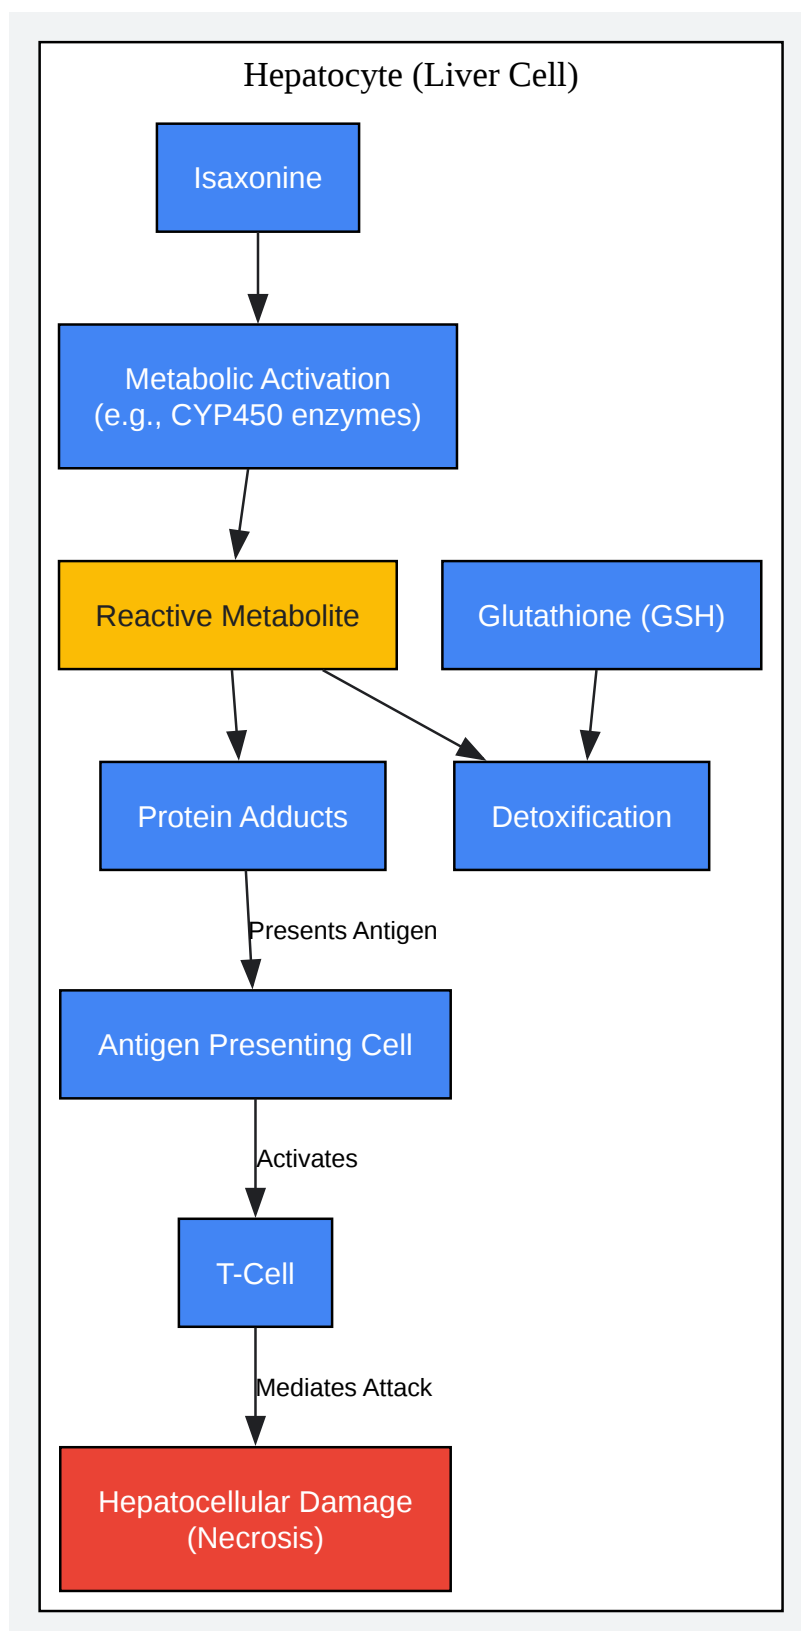 Hepatocyte (Liver Cell)
Isaxonine
Metabolic Activation
(e.g., CYP450 enzymes)
Reactive Metabolite
Glutathione (GSH)
Protein Adducts
Detoxification
Presents Antigen
Antigen Presenting Cell
Activates
T-Cell
Mediates Attack
Hepatocellular Damage
(Necrosis)